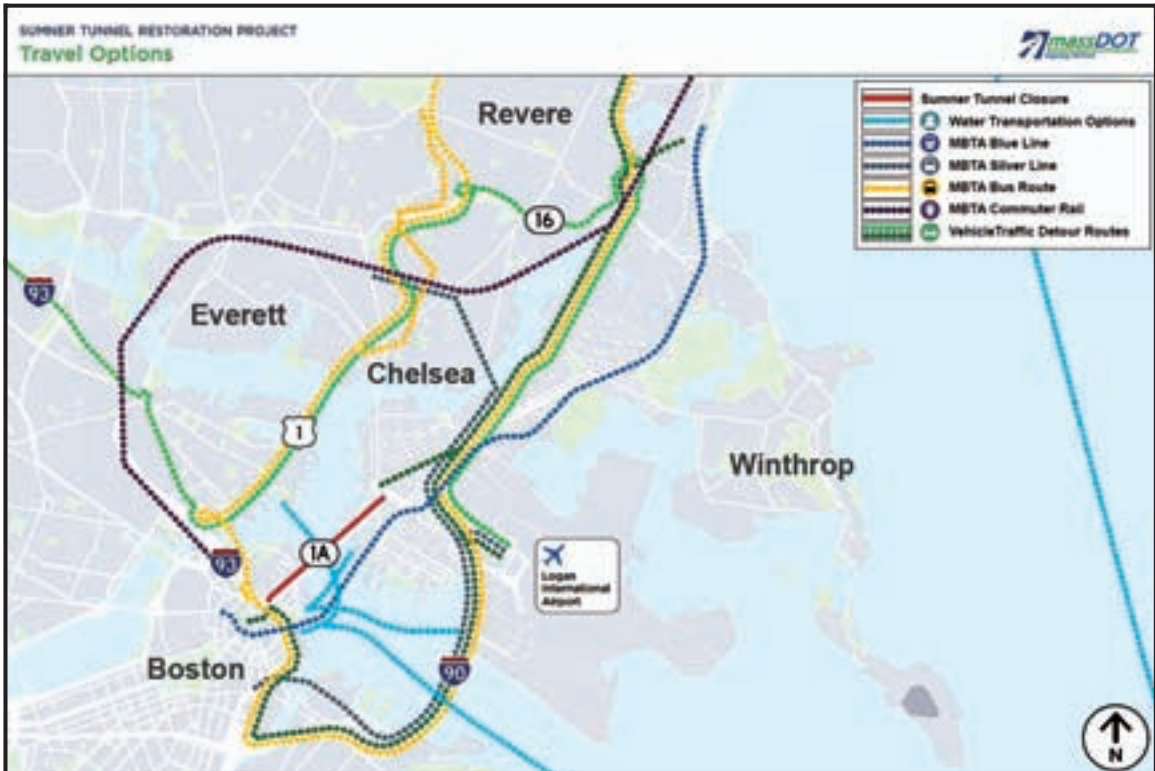 SUMNER TUNNEL RESTORATION PROJECT
Travel Options
massDOT
Revere
Sumner Tunnel Closure
Water Transportation Options
MBTA Blue Line
MBTA Silver Line
MBTA Bus Route
MBTA Commuter Rail
VehicleTraffic Detour Routes
16
93
Everett
Chelsea
1
Winthrop
1A
93
Logan
International
Airport
Boston
90
N